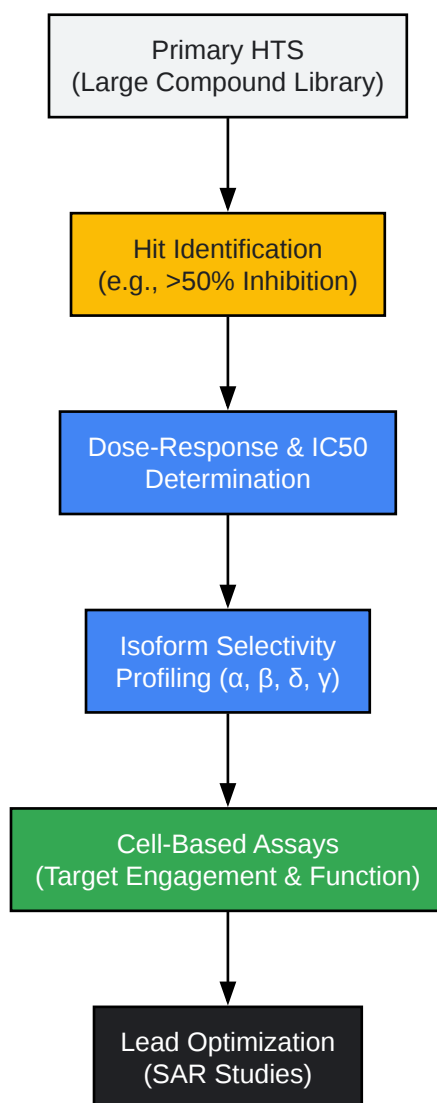 Primary HTS
(Large Compound Library)
Hit Identification
(e.g., >50% Inhibition)
Dose-Response & IC50
Determination
Isoform Selectivity
Profiling (α, β, δ, γ)
Cell-Based Assays
(Target Engagement & Function)
Lead Optimization
(SAR Studies)